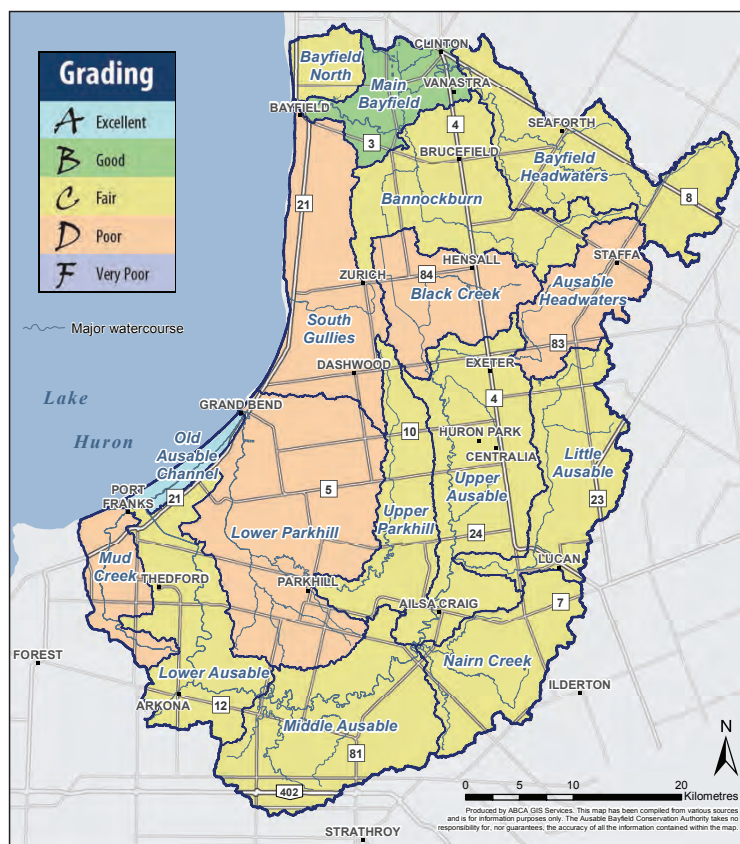 Grading
A Excellent
B Good
C Fair
D Poor
F Very Poor
Major watercourse
Lake
Huron
Bayfield
North
CLINTON
Main
Bayfield
VANASTRA
BAYFIELD
3
4
SEAFORTH
BRUCEFIELD
Bayfield
Headwaters
21
Bannockburn
8
STAFFA
HENSALL
ZURICH
84
Black Creek
Ausable
Headwaters
South
Gullies
83
DASHWOOD
EXETER
4
GRAND BEND
10
HURON PARK
CENTRALIA
Old
Ausable
Channel
Little
Ausable
5
Upper
Ausable
23
PORT
FRANKS
21
Upper
Parkhill
Lower Parkhill
24
Mud
Creek
LUCAN
THEDFORD
PARKHILL
AILSA CRAIG
7
FOREST
Nairn Creek
Lower Ausable
ILDERTON
ARKONA
12
Middle Ausable
81
402
STRATHROY
N
0 5 10 20
Kilometres
Produced by ABCA GIS Services. This map has been compiled from various sources
and is for information purposes only. The Ausable Bayfield Conservation Authority takes no
responsibility for, nor guarantees, the accuracy of all the information contained within the map.